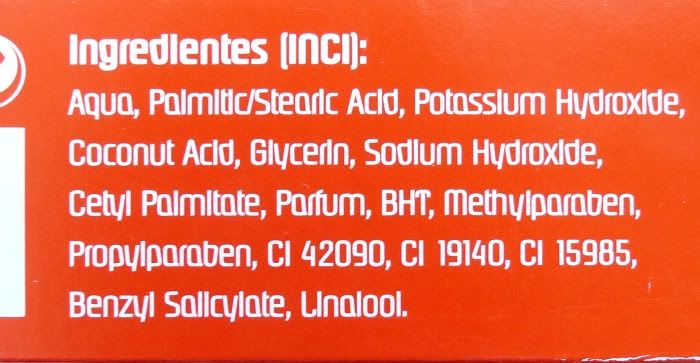 Ingredientes (INCI):
Aqua, Palmitic/Stearic Acid, Potassium Hydroxide,
Coconut Acid, Glycerin, Sodium Hydroxide,
Cetyl Palmitate, Parfum, BHT, Methylparaben,
Propylparaben, CI 42090, CI 19140, CI 15985,
Benzyl Salicylate, Linalool.